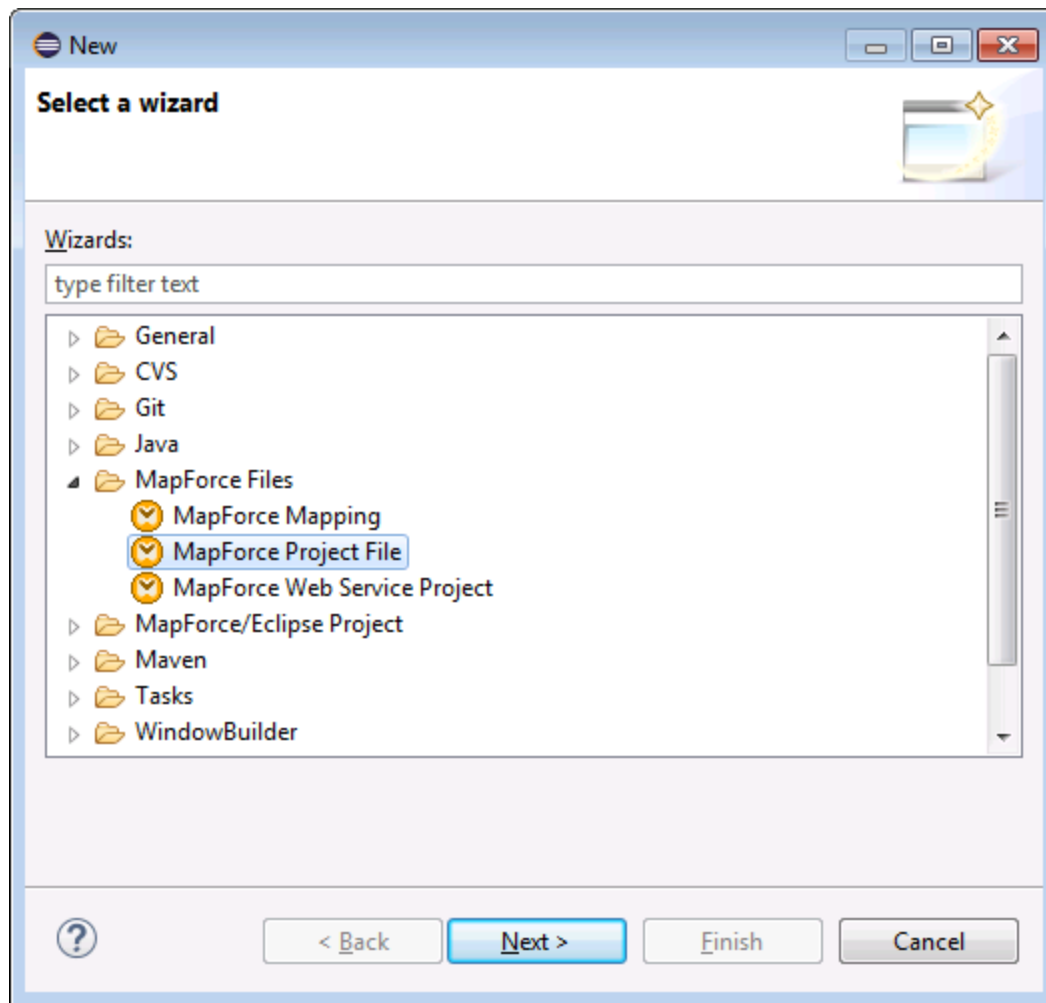 New
Select a wizard
Wizards:
type filter text
General
CVS
Git
Java
MapForce Files
MapForce Mapping
MapForce Project File
MapForce Web Service Project
MapForce/Eclipse Project
Maven
Tasks
WindowBuilder
? < Back Next > Finish Cancel